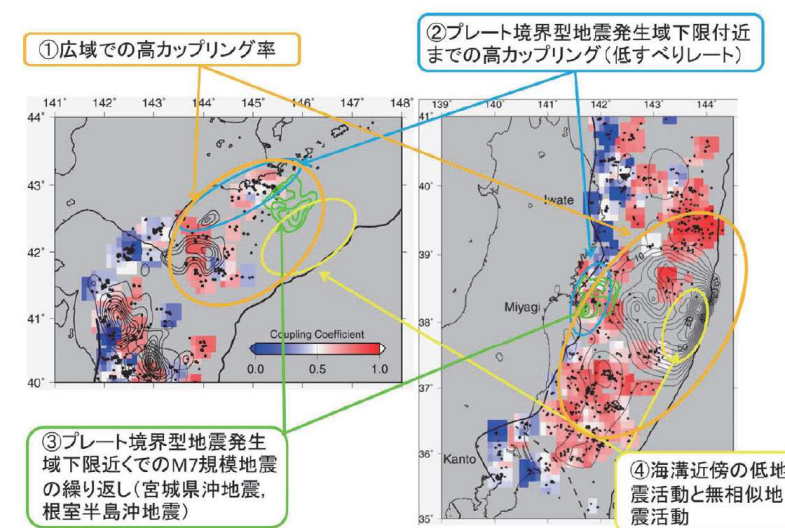 ①広域での高カップリング率
②プレート境界型地震発生域下限付近
までの高カップリング(低すべりレート)
141° 142° 143° 144° 145° 146° 147° 148°
44°
43°
42°
41°
40°
Coupling Coefficient
0.0 0.5 1.0
139° 140° 141° 142° 143° 144°
41°
40°
39°
38°
37°
36°
35°
Iwate
Miyagi
Kanto
10
50
③プレート境界型地震発生
域下限近くでのM7規模地震
の繰り返し(宮城県沖地震,
根室半島沖地震)
④海溝近傍の低地
震活動と無相似地
震活動